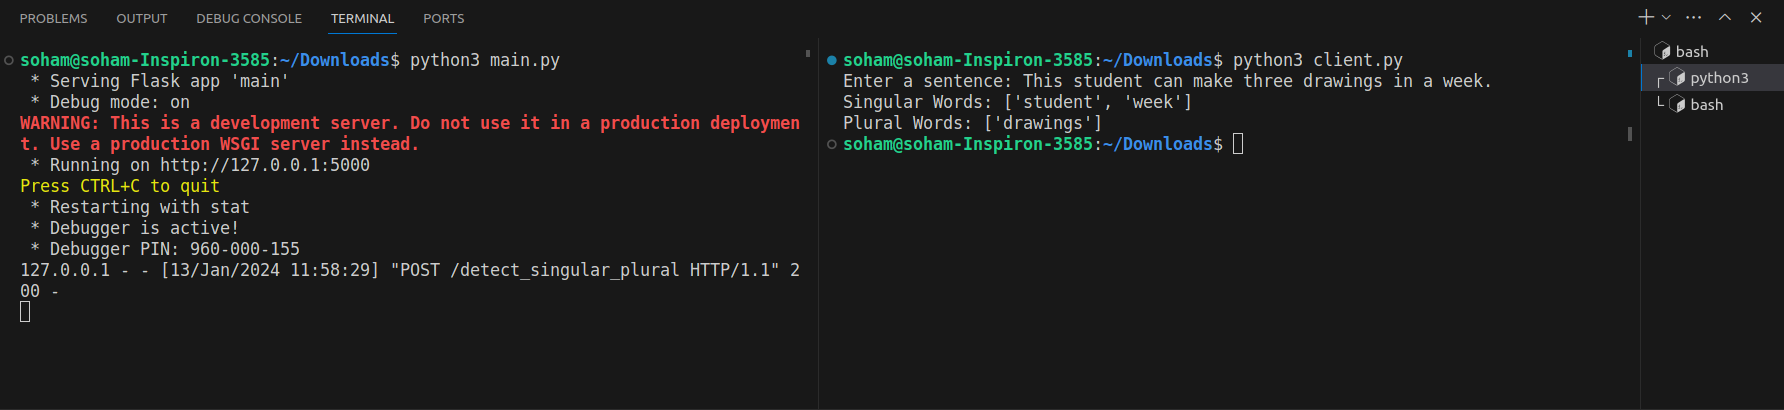 PROBLEMS OUTPUT DEBUG CONSOLE TERMINAL PORTS
soham@soham-Inspiron-3585:~/Downloads$ python3 main.py
 * Serving Flask app 'main'
 * Debug mode: on
WARNING: This is a development server. Do not use it in a production deploymen
t. Use a production WSGI server instead.
 * Running on http://127.0.0.1:5000
Press CTRL+C to quit
 * Restarting with stat
 * Debugger is active!
 * Debugger PIN: 960-000-155
127.0.0.1 - - [13/Jan/2024 11:58:29] "POST /detect_singular_plural HTTP/1.1" 2
00 -
soham@soham-Inspiron-3585:~/Downloads$ python3 client.py
Enter a sentence: This student can make three drawings in a week.
Singular Words: ['student', 'week']
Plural Words: ['drawings']
soham@soham-Inspiron-3585:~/Downloads$
bash
python3
bash